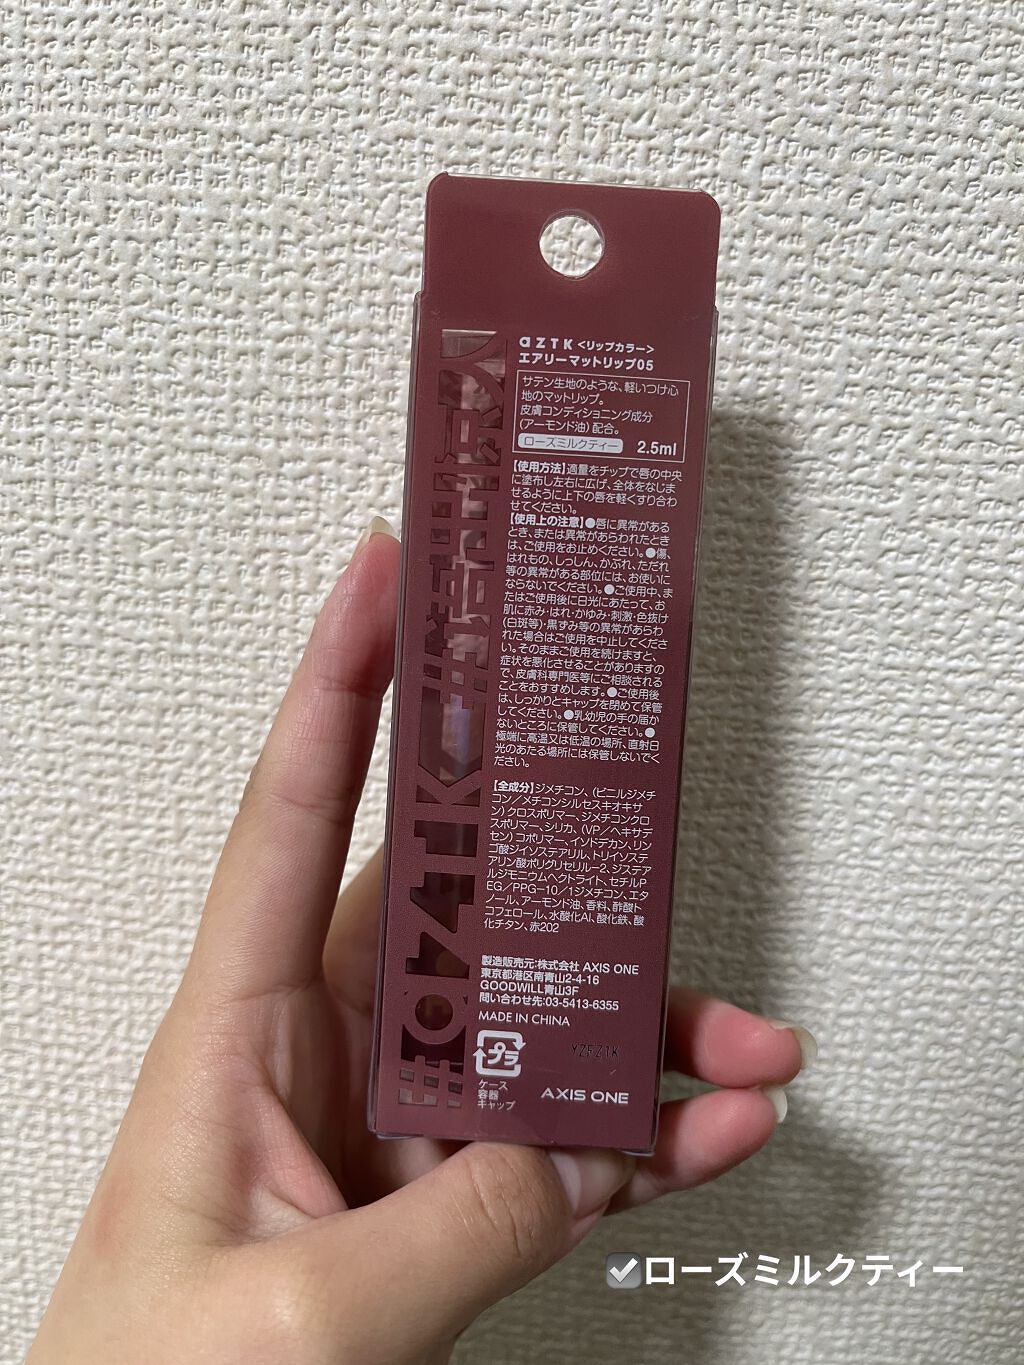 aZTK<リップカラー>
エアリーマットリップ05
サテン生地のような、軽いつけ心
地のマットリップ。
皮膚コンディショニング成分
(アーモンド油)配合。
ローズミルクティー 2.5ml
【使用方法】適量をチップで唇の中央
に塗布し左右に広げ、全体をなじま
せるように上下の唇を軽くすり合わ
せてください。
【使用上の注意】●唇に異常がある
とき、または異常があらわれたとき
は、ご使用をお止めください。●傷、
はれもの、しっしん、かぶれ、ただれ
等の異常がある部位には、お使いに
ならないでください。●ご使用中、ま
たはご使用後に日光にあたって、お
肌に赤み・はれ・かゆみ・刺激・色抜け
(白斑等)・黒ずみ等の異常があらわ
れた場合はご使用を中止してくださ
い。そのままご使用を続けますと、
症状を悪化させることがありますの
で、皮膚科専門医等にご相談される
ことをおすすめします。●ご使用後
は、しっかりとキャップを閉めて保管
してください。●乳幼児の手の届か
ないところに保管してください。●
極端に高温又は低温の場所、直射日
光のあたる場所には保管しないでく
ださい。
【全成分】ジメチコン、(ビニルジメチ
コン/メチコンシルセスキオキサ
ン)クロスポリマー、ジメチコンクロ
スポリマー、シリカ、(VP/ヘキサデ
セン)コポリマー、イソドデカン、リン
ゴ酸ジイソステアリル、トリイソステ
アリン酸ポリグリセリル-2、ジステア
ルジモニウムヘクトライト、セチルP
EG/PPG-10/1ジメチコン、エタ
ノール、アーモンド油、香料、酢酸ト
コフェロール、水酸化Al、酸化鉄、酸
化チタン、赤202
製造販売元:株式会社 AXIS ONE
東京都港区南青山2-4-16
GOODWILL青山3F
問い合わせ先:03-5413-6355
MADE IN CHINA
プラ
YZFZ1K
ケース
容器
キャップ
AXIS ONE
☑ローズミルクティー